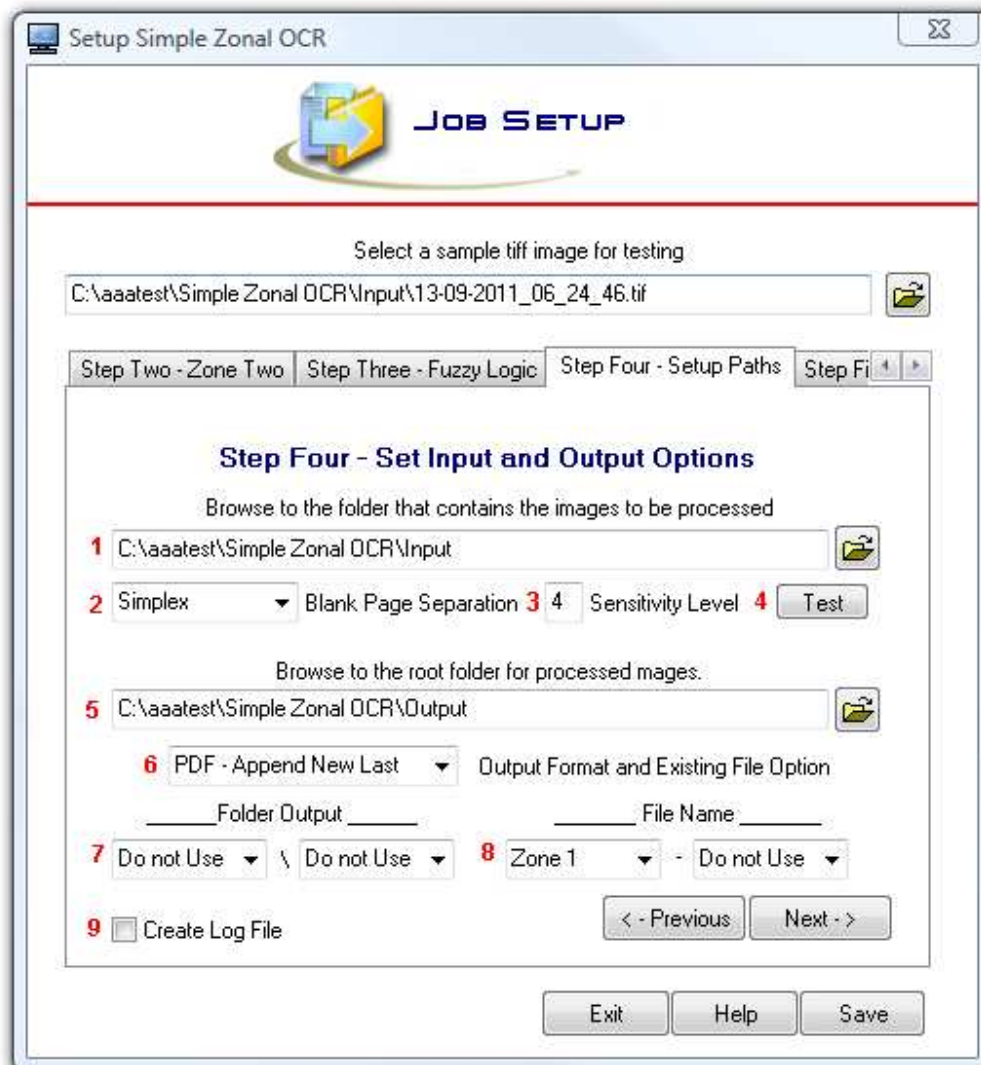 Setup Simple Zonal OCR
JOB SETUP
Select a sample tiff image for testing
C:\aaatest\Simple Zonal OCR\Input\13-09-2011_06_24_46.tif
Step Two - Zone Two Step Three - Fuzzy Logic Step Four - Setup Paths Step Fi
Step Four - Set Input and Output Options
Browse to the folder that contains the images to be processed
1 C:\aaatest\Simple Zonal OCR\Input
2 Simplex Blank Page Separation 3 4 Sensitivity Level 4 Test
Browse to the root folder for processed mages.
5 C:\aaatest\Simple Zonal OCR\Output
6 PDF - Append New Last Output Format and Existing File Option
______Folder Output ______ _______ File Name _______
7 Do not Use \ Do not Use 8 Zone 1 - Do not Use
9 Create Log File < - Previous Next - >
Exit Help Save